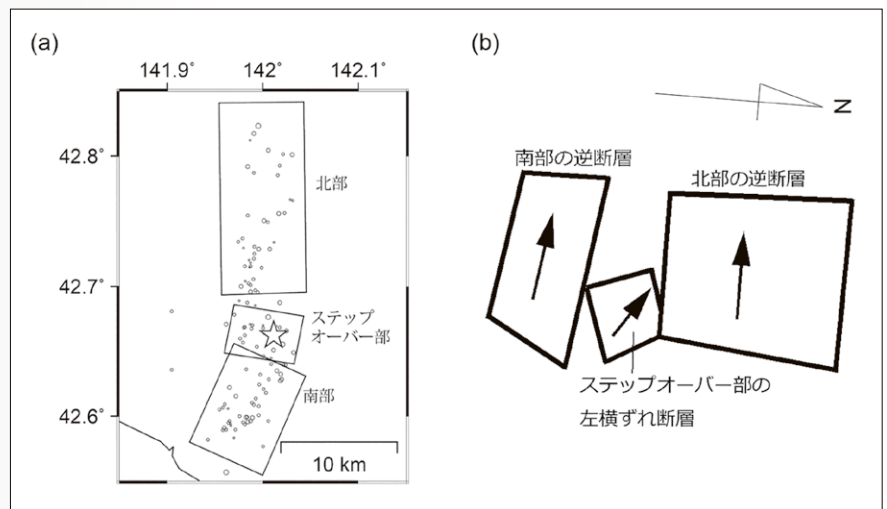 (a)
141.9˚ 142˚ 142.1˚
42.8˚
北部
42.7˚
ステップ
オーバー部
南部
42.6˚
10 km
(b)
N
南部の逆断層
北部の逆断層
ステップオーバー部の
左横ずれ断層